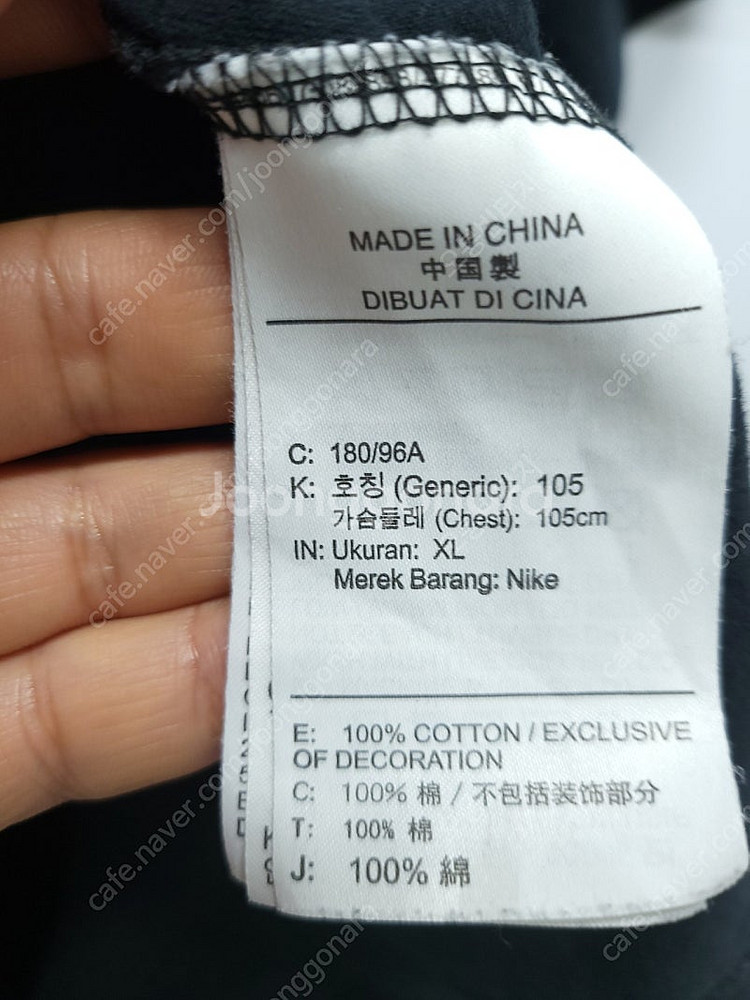 MADE IN CHINA
中国製
DIBUAT DI CINA
C: 180/96A
K: 호칭 (Generic): 105
가슴둘레 (Chest): 105cm
IN: Ukuran: XL
Merek Barang: Nike
E: 100% COTTON / EXCLUSIVE
OF DECORATION
C: 100% 棉 / 不包括装饰部分
T: 100% 棉
J: 100% 綿
cafe.naver.com/joonggonara